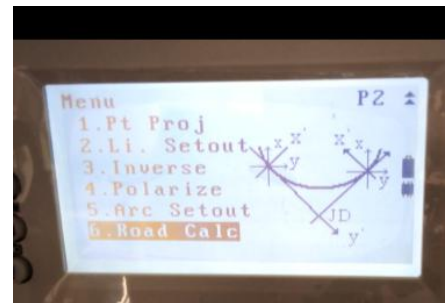 Menu P2
1.Pt Proj
2.Li. Setout
3.Inverse
4.Polarize
5.Arc Setout
6.Road Calc
x x' x' x
y y
JD
y'